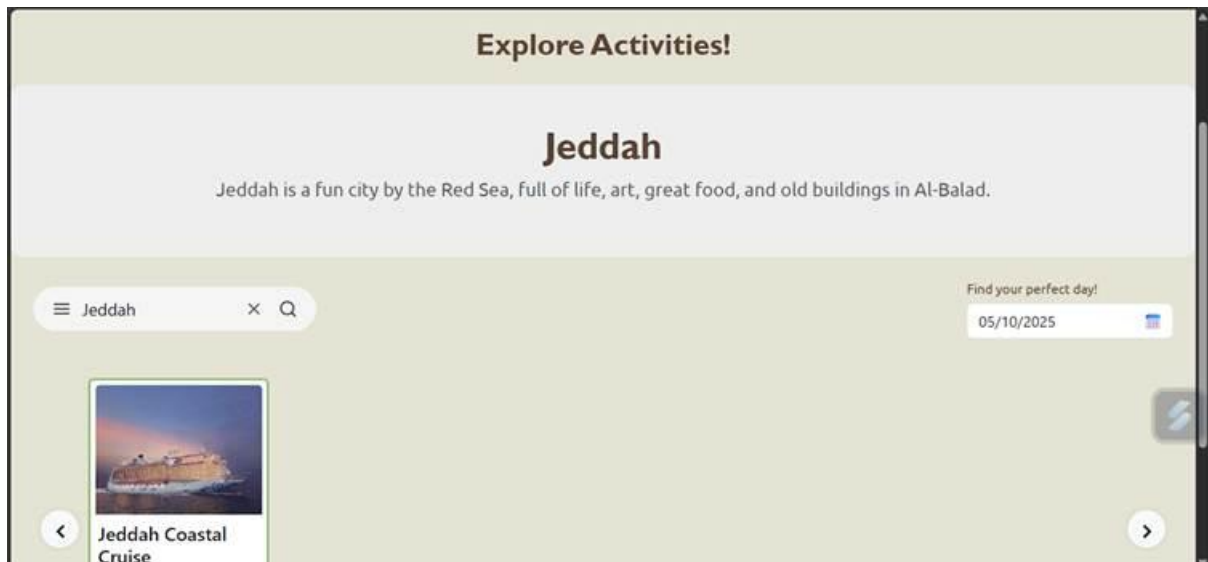 Explore Activities!
Jeddah
Jeddah is a fun city by the Red Sea, full of life, art, great food, and old buildings in Al-Balad.
Jeddah
Find your perfect day!
05/10/2025
Jeddah Coastal
Cruise